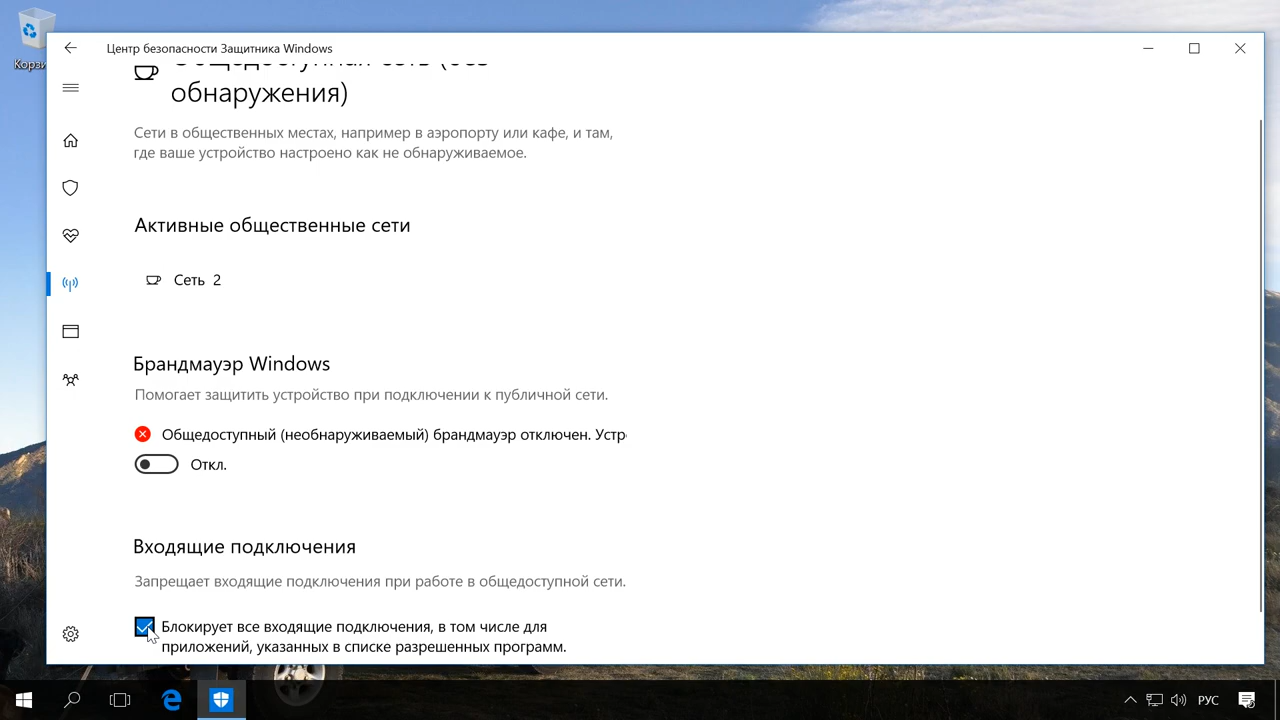 Центр безопасности Защитника Windows
обнаружения)
Сети в общественных местах, например в аэропорту или кафе, и там,
где ваше устройство настроено как не обнаруживаемое.
Активные общественные сети
Сеть 2
Брандмауэр Windows
Помогает защитить устройство при подключении к публичной сети.
Общедоступный (необнаруживаемый) брандмауэр отключен. Устр
Откл.
Входящие подключения
Запрещает входящие подключения при работе в общедоступной сети.
Блокирует все входящие подключения, в том числе для
приложений, указанных в списке разрешенных программ.
Корзи
РУС